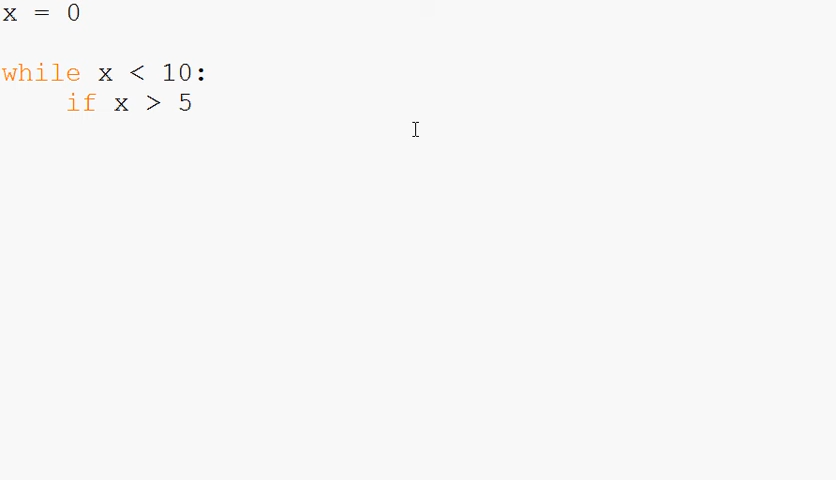 x = 0
while x < 10:
    if x > 5